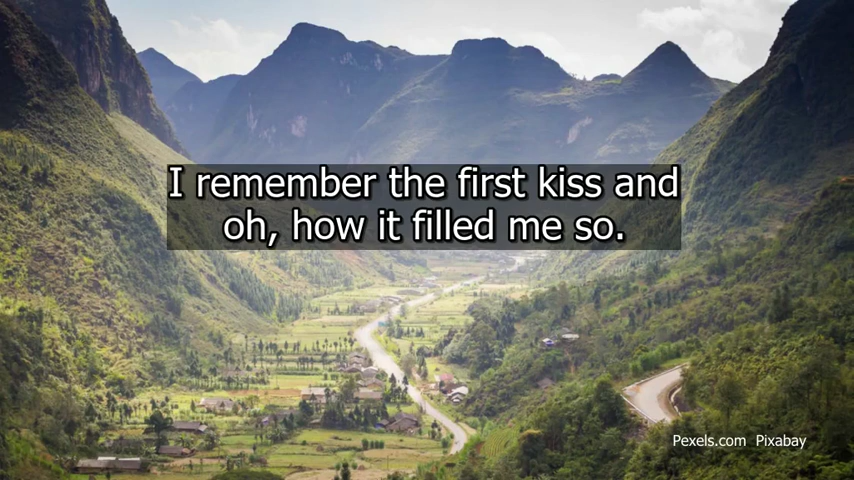 I remember the first kiss and
oh, how it filled me so.
Pexels.com Pixabay